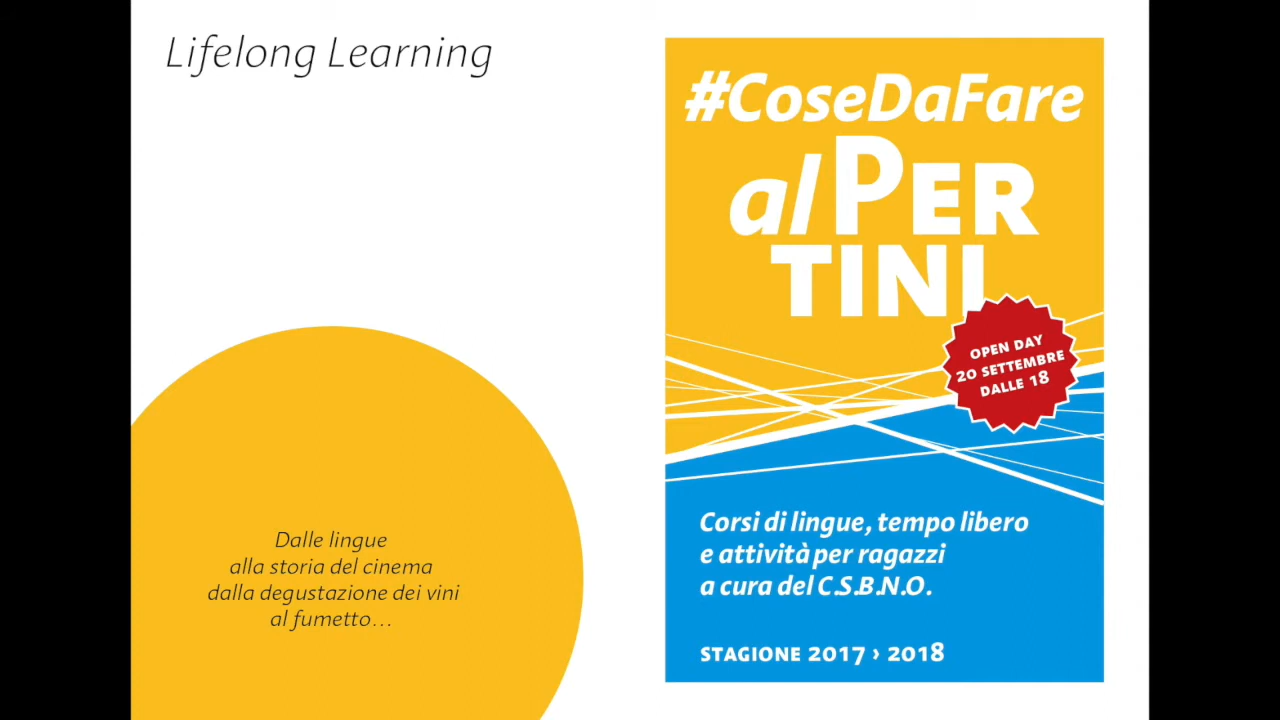 Lifelong Learning
Dalle lingue
alla storia del cinema
dalla degustazione dei vini
al fumetto…
#CoseDaFare
alPER
TINI
OPEN DAY
20 SETTEMBRE
DALLE 18
Corsi di lingue, tempo libero
e attività per ragazzi
a cura del C.S.B.N.O.
STAGIONE 2017 › 2018